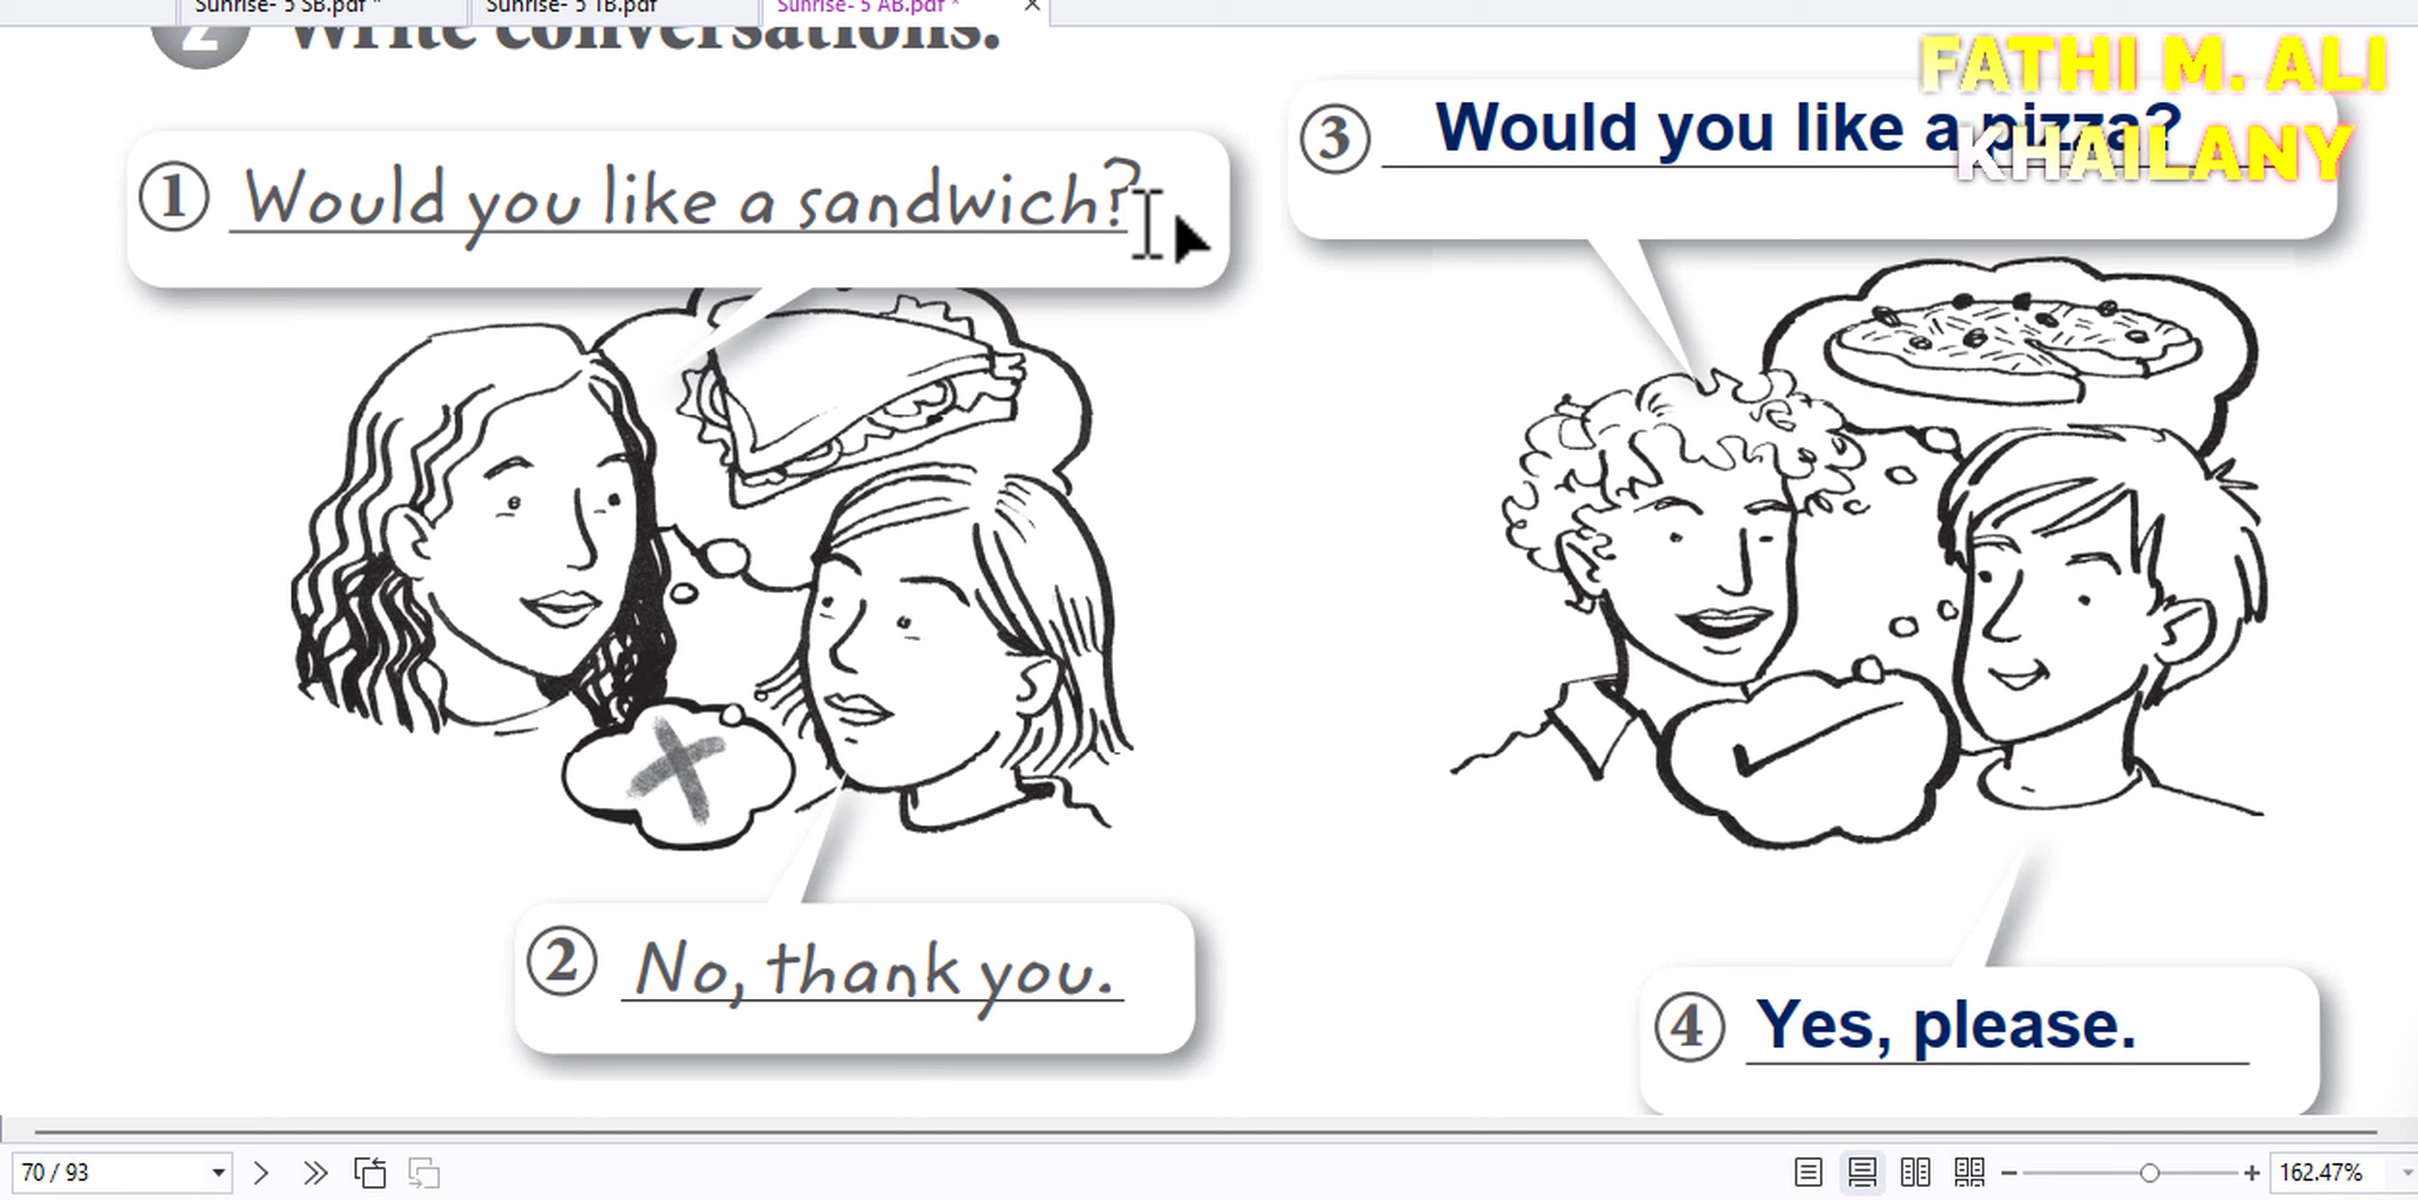 Sunrise- 5 SB.pdf *
Sunrise- 5 TB.pdf
Sunrise- 5 AB.pdf *
2 Write conversations.
FATHI M. ALI
KHAILANY
1 Would you like a sandwich?
3 Would you like a pizza?
2 No, thank you.
4 Yes, please.
70 / 93
162.47%